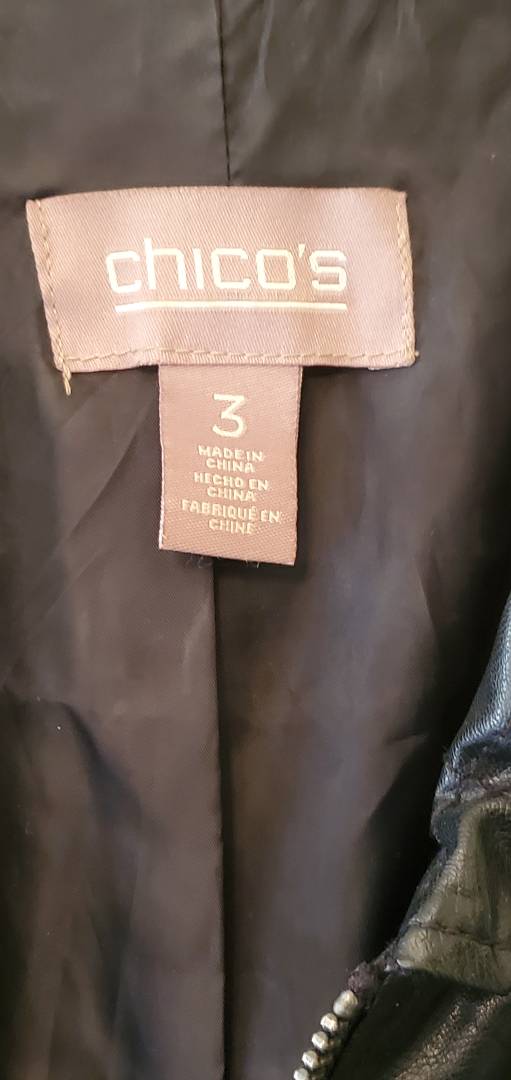 chico's
3
MADE IN
CHINA
HECHO EN
CHINA
FABRIQUÉ EN
CHINE